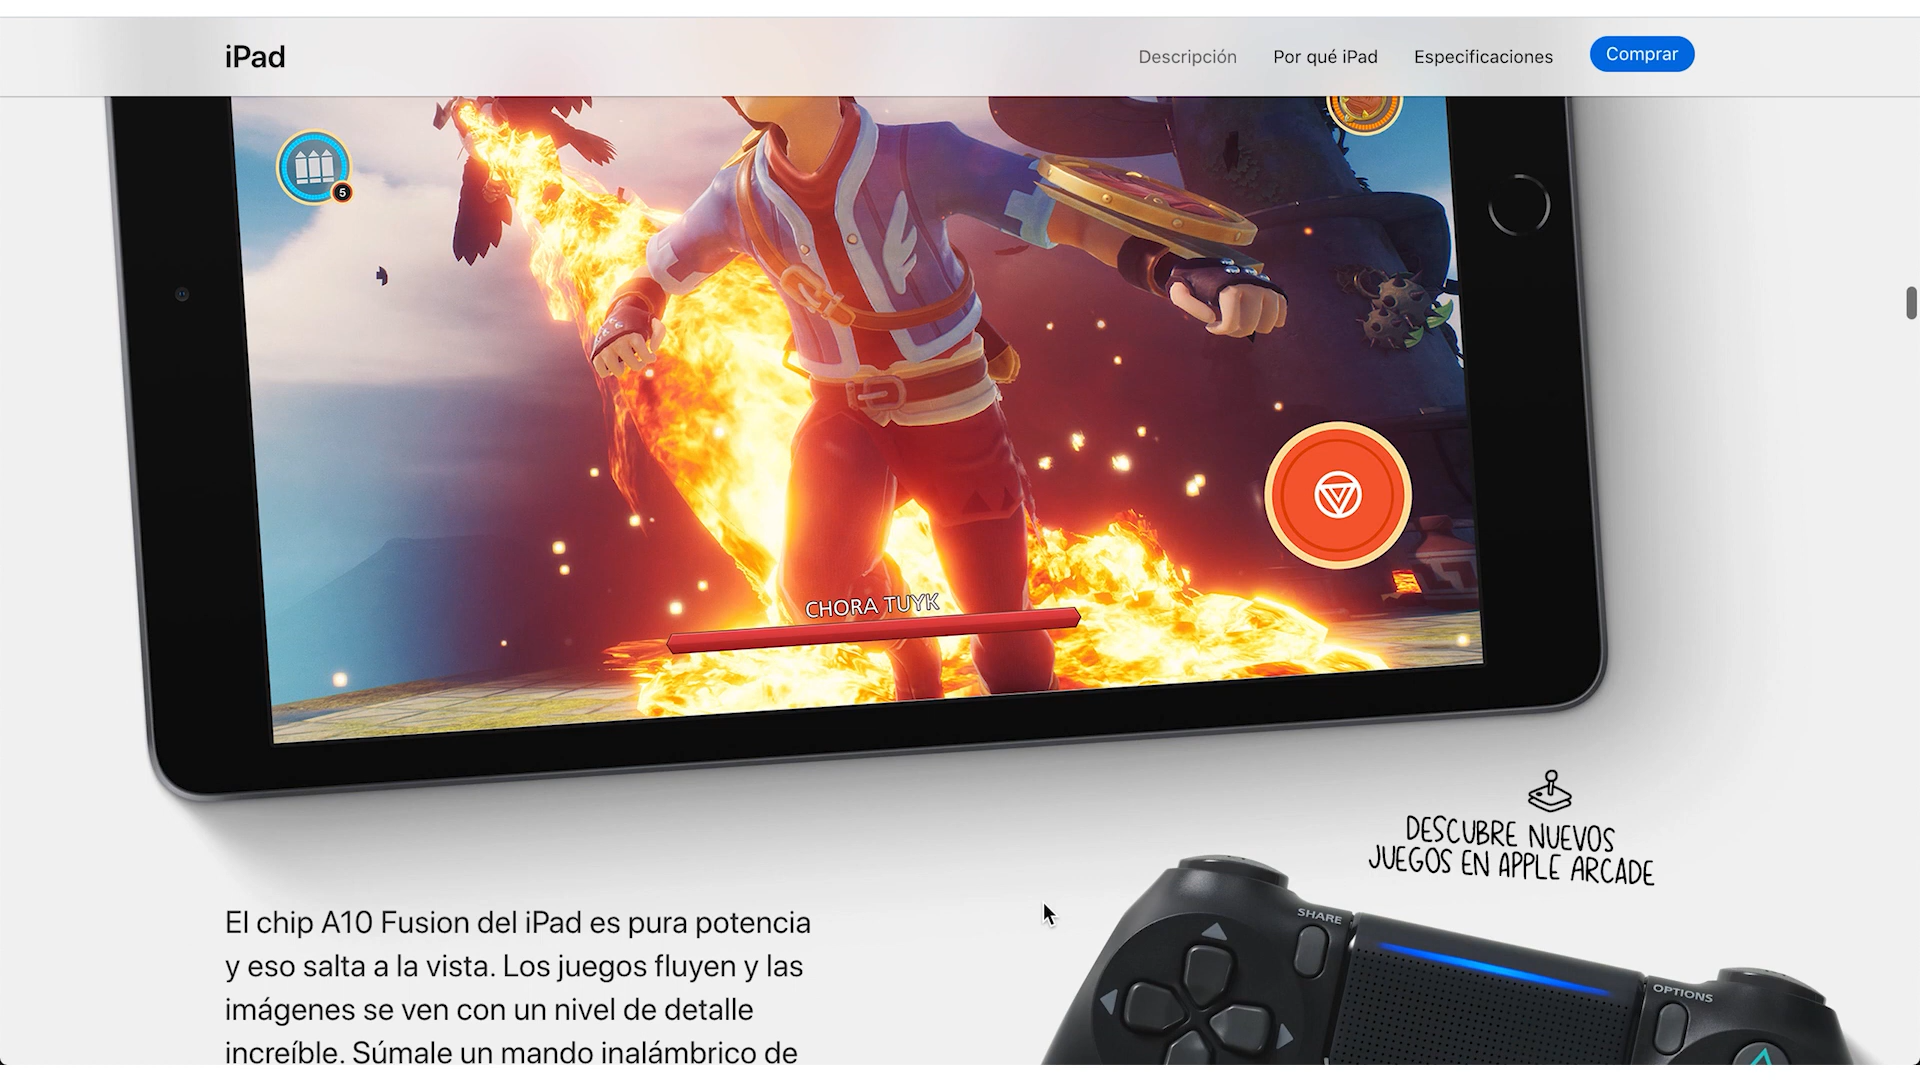 iPad
Descripción
Por qué iPad
Especificaciones
Comprar
5
CHORA TUYK
DESCUBRE NUEVOS
JUEGOS EN APPLE ARCADE
El chip A10 Fusion del iPad es pura potencia
y eso salta a la vista. Los juegos fluyen y las
imágenes se ven con un nivel de detalle
increíble. Súmale un mando inalámbrico de
SHARE
OPTIONS